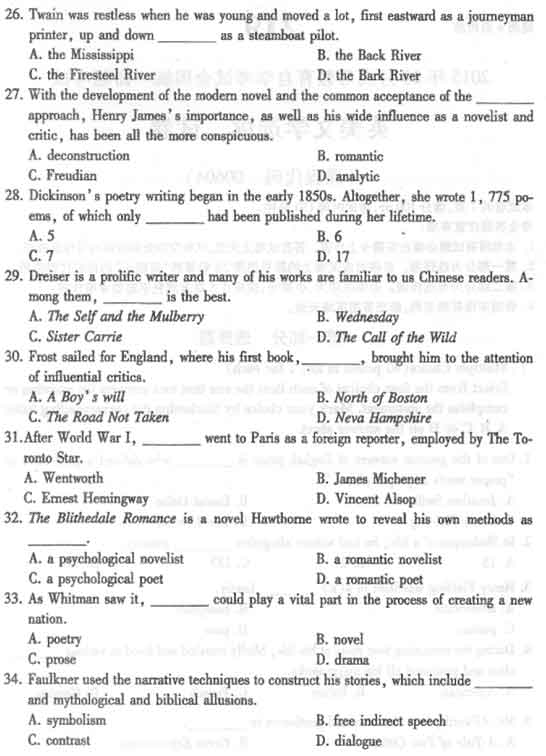 26. Twain was restless when he was young and moved a lot, first eastward as a journeyman
printer, up and down ________ as a steamboat pilot.
A. the Mississippi B. the Back River
C. the Firesteel River D. the Bark River
27. With the development of the modern novel and the common acceptance of the ________
approach, Henry James's importance, as well as his wide influence as a novelist and
critic, has been all the more conspicuous.
A. deconstruction B. romantic
C. Freudian D. analytic
28. Dickinson's poetry writing began in the early 1850s. Altogether, she wrote 1, 775 po-
ems, of which only ________ had been published during her lifetime.
A. 5 B. 6
C. 7 D. 17
29. Dreiser is a prolific writer and many of his works are familiar to us Chinese readers. A-
mong them, ________ is the best.
A. The Self and the Mulberry B. Wednesday
C. Sister Carrie D. The Call of the Wild
30. Frost sailed for England, where his first book, ________, brought him to the attention
of influential critics.
A. A Boy's will B. North of Boston
C. The Road Not Taken D. Neva Hampshire
31. After World War I, ________ went to Paris as a foreign reporter, employed by The To-
ronto Star.
A. Wentworth B. James Michener
C. Ernest Hemingway D. Vincent Alsop
32. The Blithedale Romance is a novel Hawthorne wrote to reveal his own methods as
________.
A. a psychological novelist B. a romantic novelist
C. a psychological poet D. a romantic poet
33. As Whitman saw it, ________ could play a vital part in the process of creating a new
nation.
A. poetry B. novel
C. prose D. drama
34. Faulkner used the narrative techniques to construct his stories, which include ________
and mythological and biblical allusions.
A. symbolism B. free indirect speech
C. contrast D. dialogue